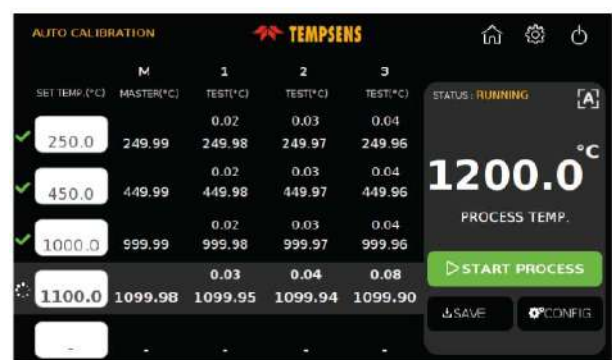 AUTO CALIBRATION
TEMPSENS
M 1 2 3
SET TEMP.(°C) MASTER(°C) TEST(°C) TEST(°C) TEST(°C)
0.02 0.03 0.04
250.0 249.99 249.98 249.97 249.96
0.02 0.03 0.04
450.0 449.99 449.98 449.97 449.96
0.02 0.03 0.04
1000.0 999.99 999.98 999.97 999.96
0.03 0.04 0.08
1100.0 1099.98 1099.95 1099.94 1099.90
- - - - -
STATUS : RUNNING
[A]
1200.0 °C
PROCESS TEMP.
START PROCESS
SAVE
CONFIG